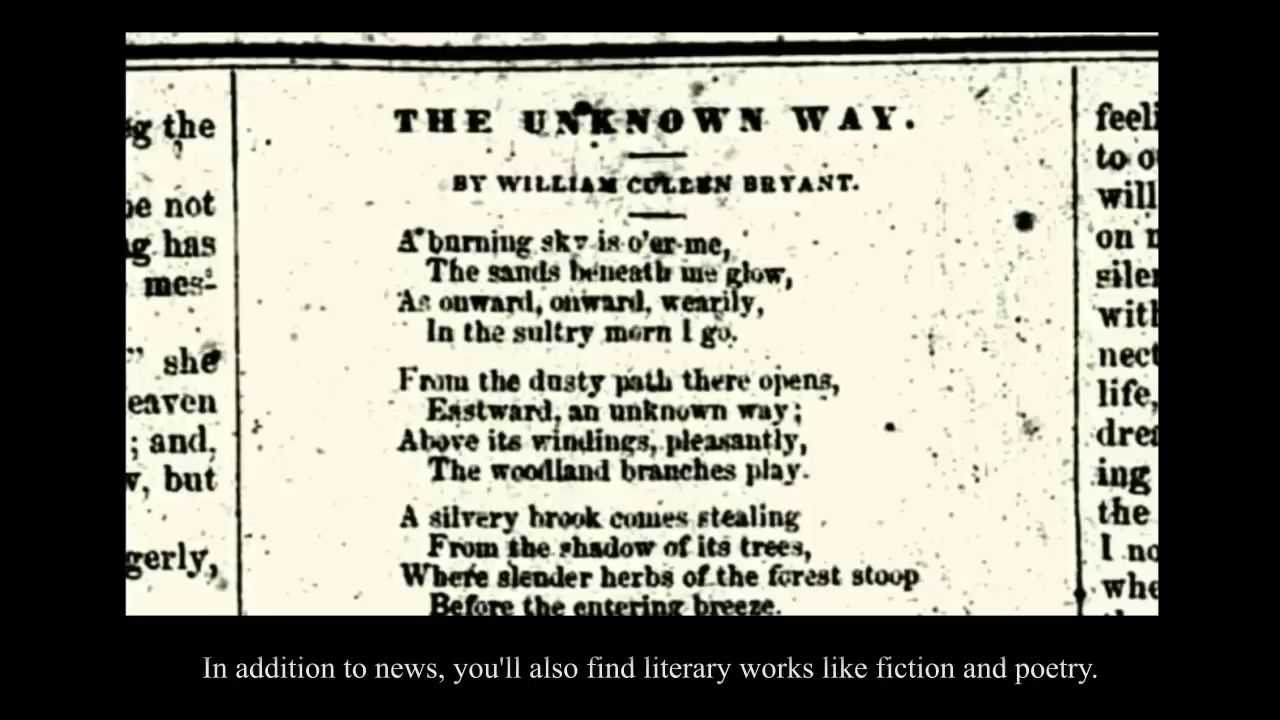 THE UNKNOWN WAY.
BY WILLIAM CULLEN BRYANT.
A burning sky is o'er me,
The sands beneath me glow,
As onward, onward, wearily,
In the sultry morn I go.
From the dusty path there opens,
Eastward, an unknown way;
Above its windings, pleasantly,
The woodland branches play.
A silvery brook comes stealing
From the shadow of its trees,
Where slender herbs of the forest stoop
Before the entering breeze.
g the
be not
g has
mes-
" she
eaven
; and,
, but
gerly,
feeli
to o
will
on
siler
with
nect
life,
drea
ing
the
I no
whe
In addition to news, you'll also find literary works like fiction and poetry.